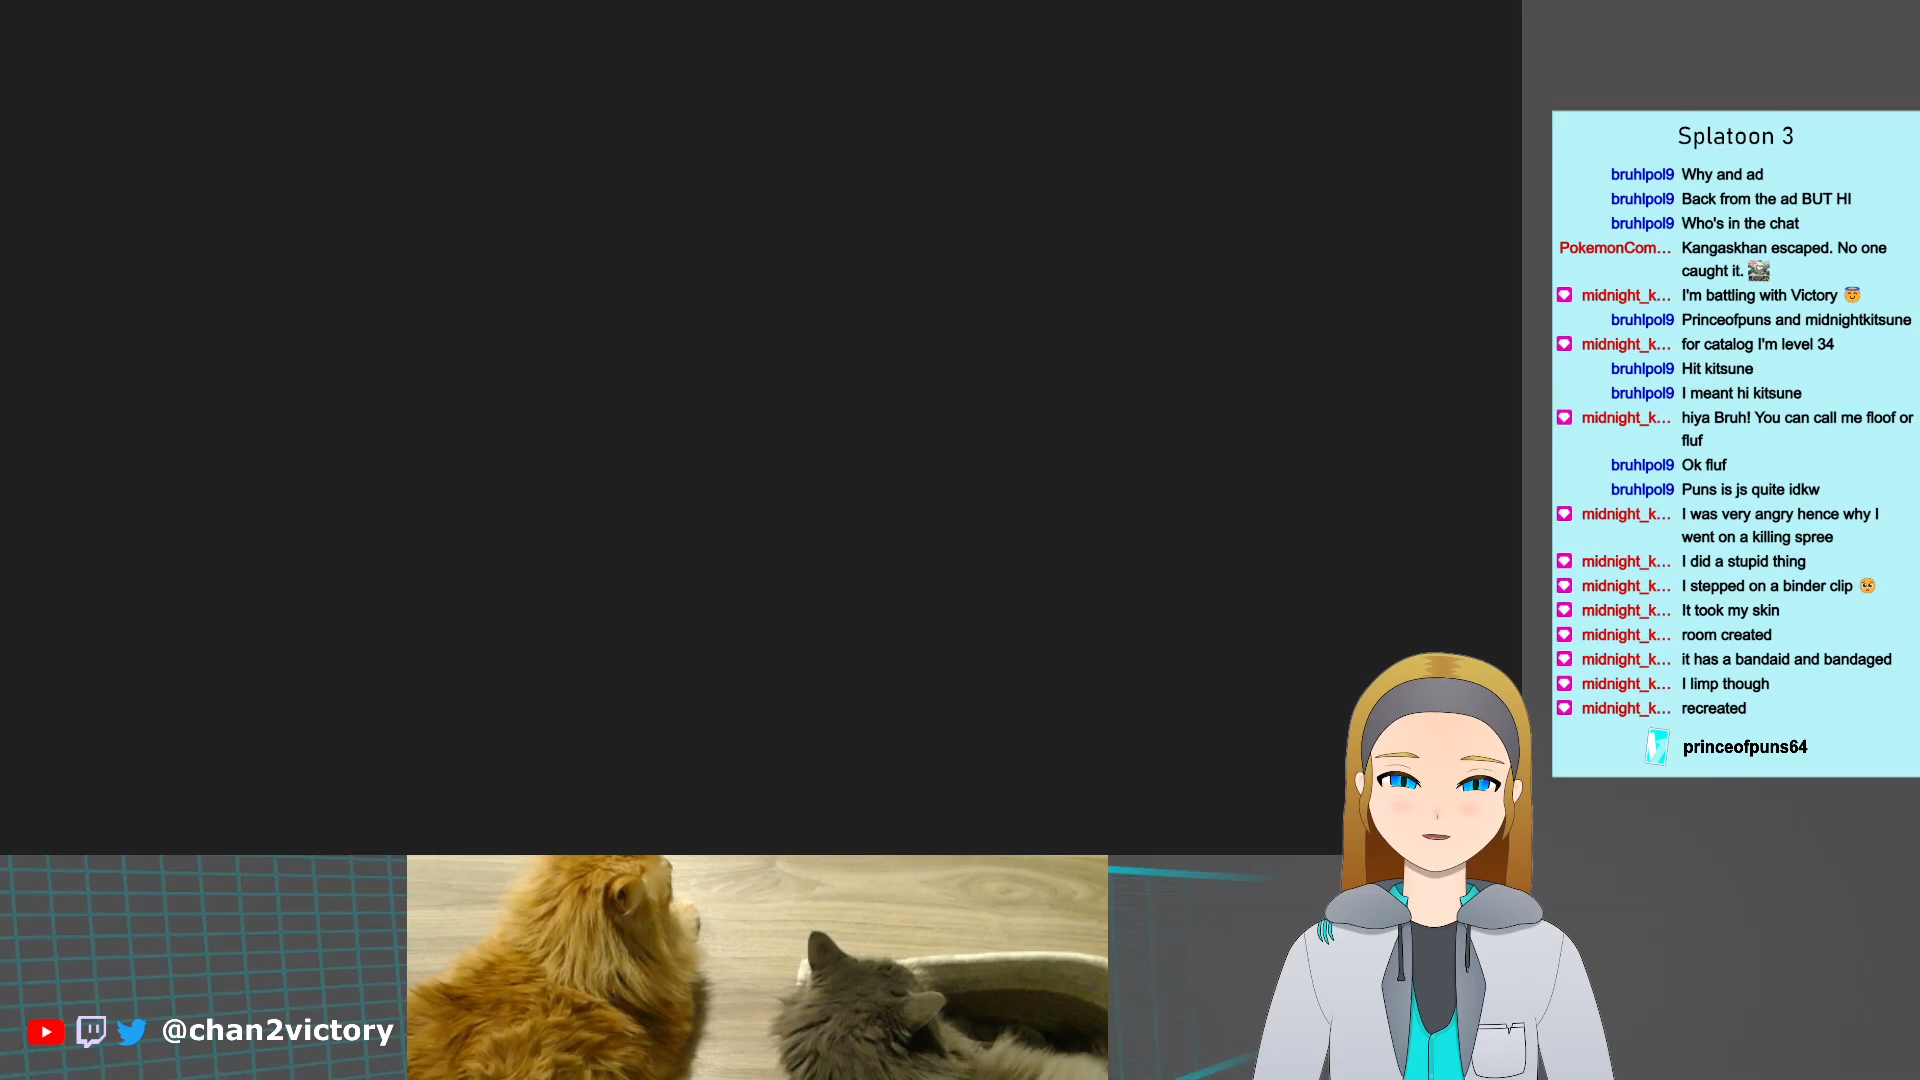 Splatoon 3
bruhlpol9 Why and ad
bruhlpol9 Back from the ad BUT HI
bruhlpol9 Who's in the chat
PokemonCom... Kangaskhan escaped. No one
caught it.
midnight_k... I'm battling with Victory
bruhlpol9 Princeofpuns and midnightkitsune
midnight_k... for catalog I'm level 34
bruhlpol9 Hit kitsune
bruhlpol9 I meant hi kitsune
midnight_k... hiya Bruh! You can call me floof or
fluf
bruhlpol9 Ok fluf
bruhlpol9 Puns is js quite idkw
midnight_k... I was very angry hence why I
went on a killing spree
midnight_k... I did a stupid thing
midnight_k... I stepped on a binder clip
midnight_k... It took my skin
midnight_k... room created
midnight_k... it has a bandaid and bandaged
midnight_k... I limp though
midnight_k... recreated
princeofpuns64
@chan2victory